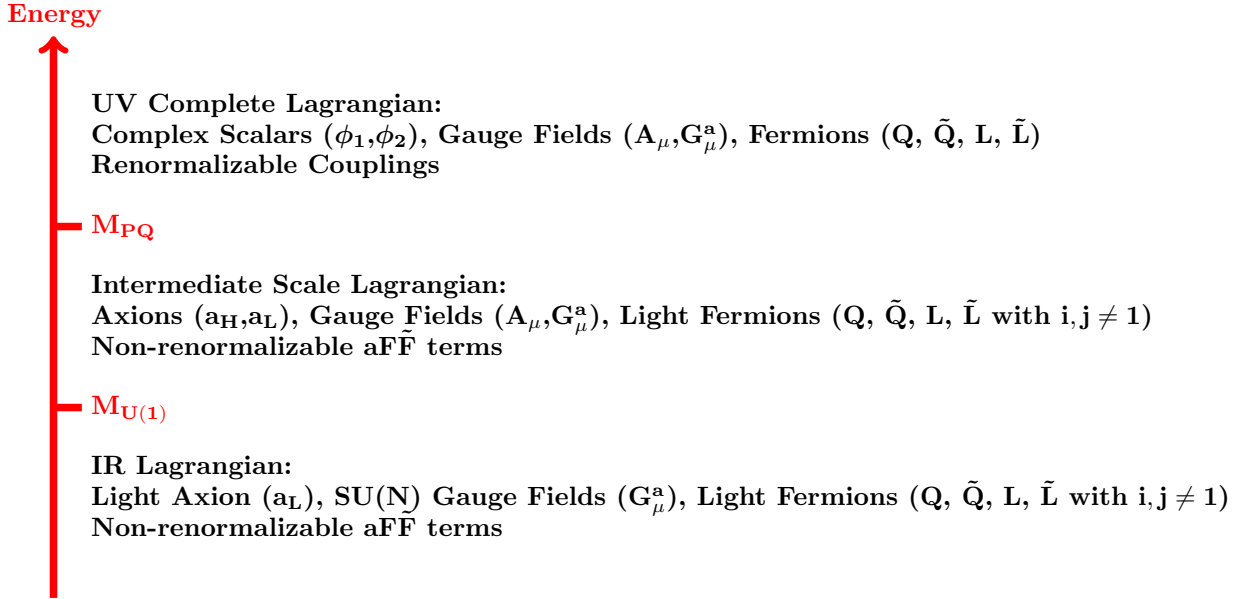 Energy
UV Complete Lagrangian:
Complex Scalars (ϕ₁,ϕ₂), Gauge Fields (A_μ,G^a_μ), Fermions (Q, Q̃, L, L̃)
Renormalizable Couplings
M_PQ
Intermediate Scale Lagrangian:
Axions (a_H,a_L), Gauge Fields (A_μ,G^a_μ), Light Fermions (Q, Q̃, L, L̃ with i, j ≠ 1)
Non-renormalizable aFF̃ terms
M_U(1)
IR Lagrangian:
Light Axion (a_L), SU(N) Gauge Fields (G^a_μ), Light Fermions (Q, Q̃, L, L̃ with i, j ≠ 1)
Non-renormalizable aFF̃ terms